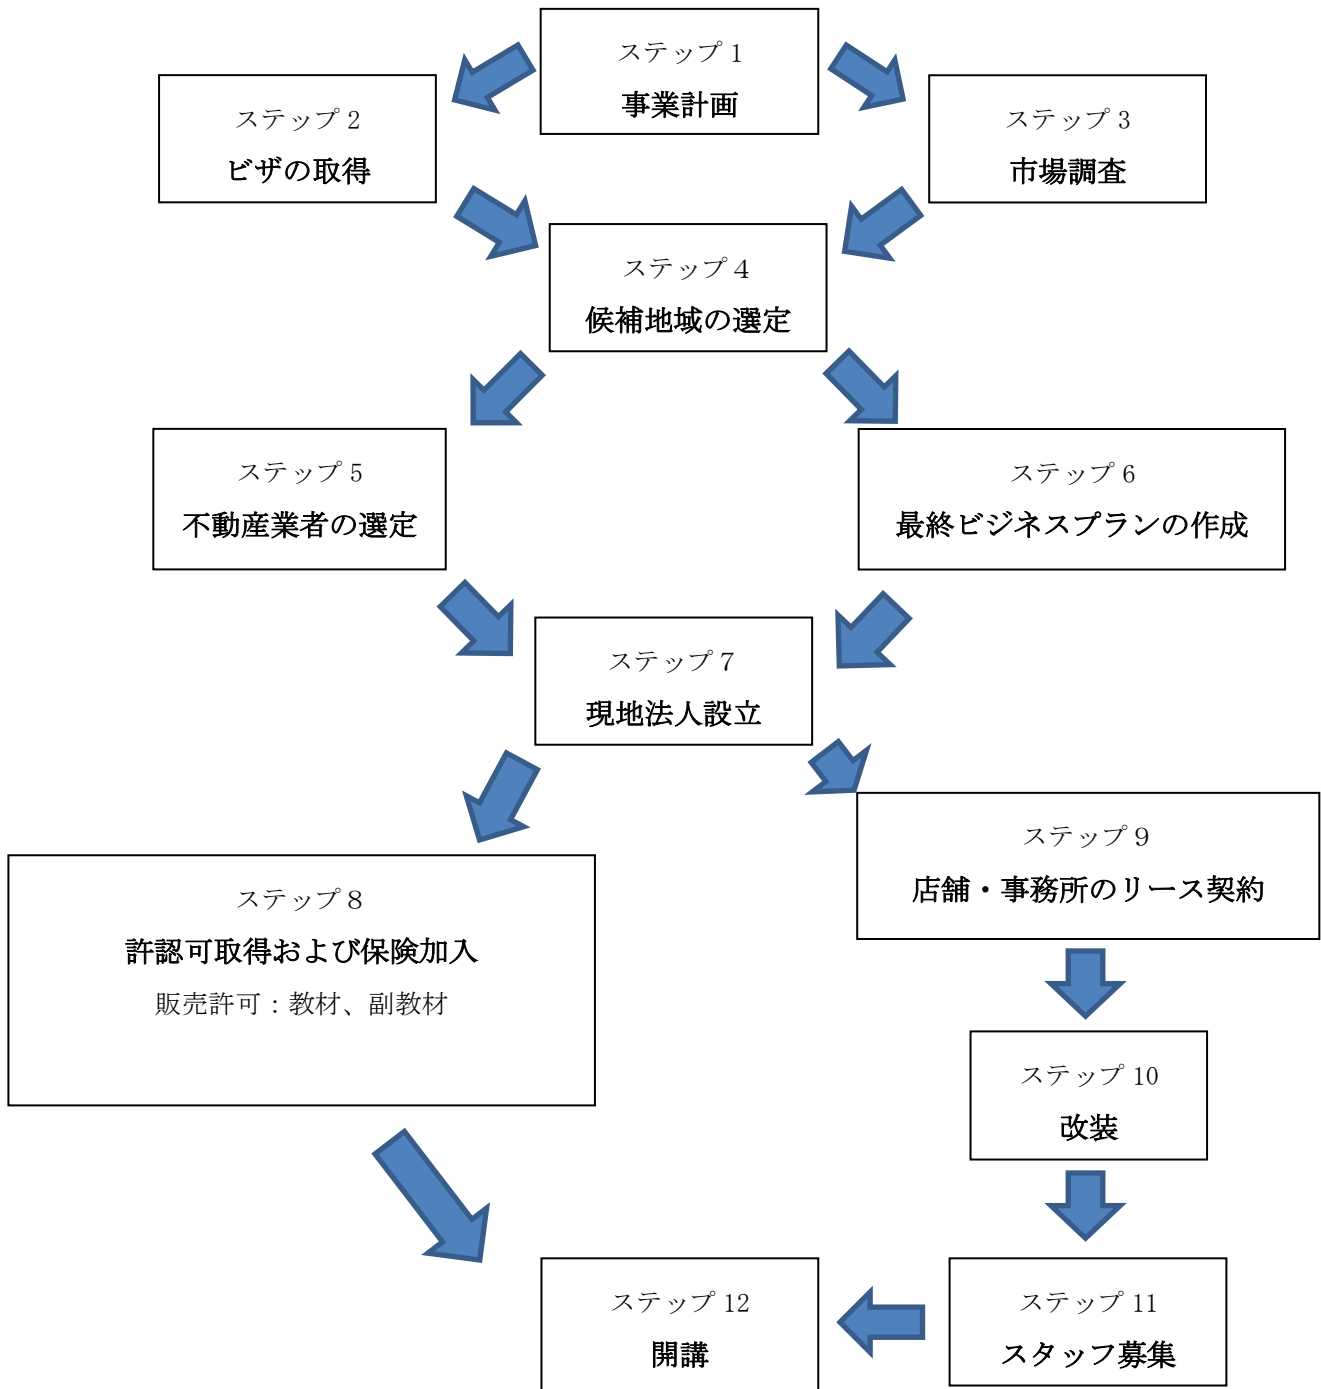 ステップ 1
事業計画
ステップ 2
ビザの取得
ステップ 3
市場調査
ステップ４
候補地域の選定
ステップ 5
不動産業者の選定
ステップ 6
最終ビジネスプランの作成
ステップ７
現地法人設立
ステップ８
許認可取得および保険加入
販売許可：教材、副教材
ステップ９
店舗・事務所のリース契約
ステップ 10
改装
ステップ 11
スタッフ募集
ステップ 12
開講